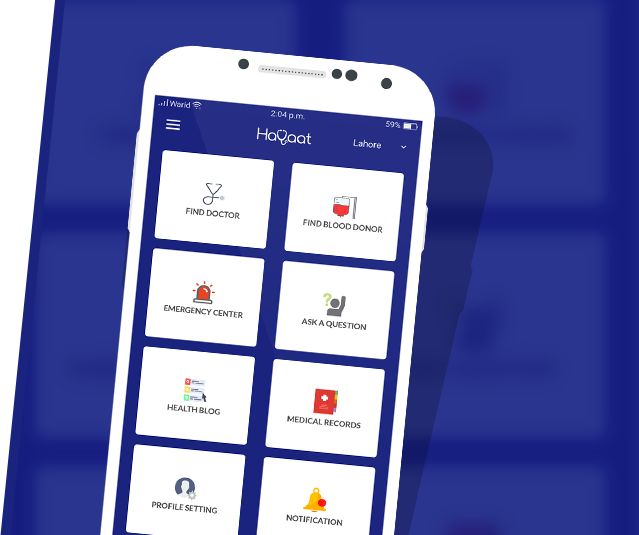 Warid
2:04 p.m.
59%
HaYaat
Lahore
FIND DOCTOR
FIND BLOOD DONOR
EMERGENCY CENTER
ASK A QUESTION
HEALTH BLOG
MEDICAL RECORDS
PROFILE SETTING
NOTIFICATION